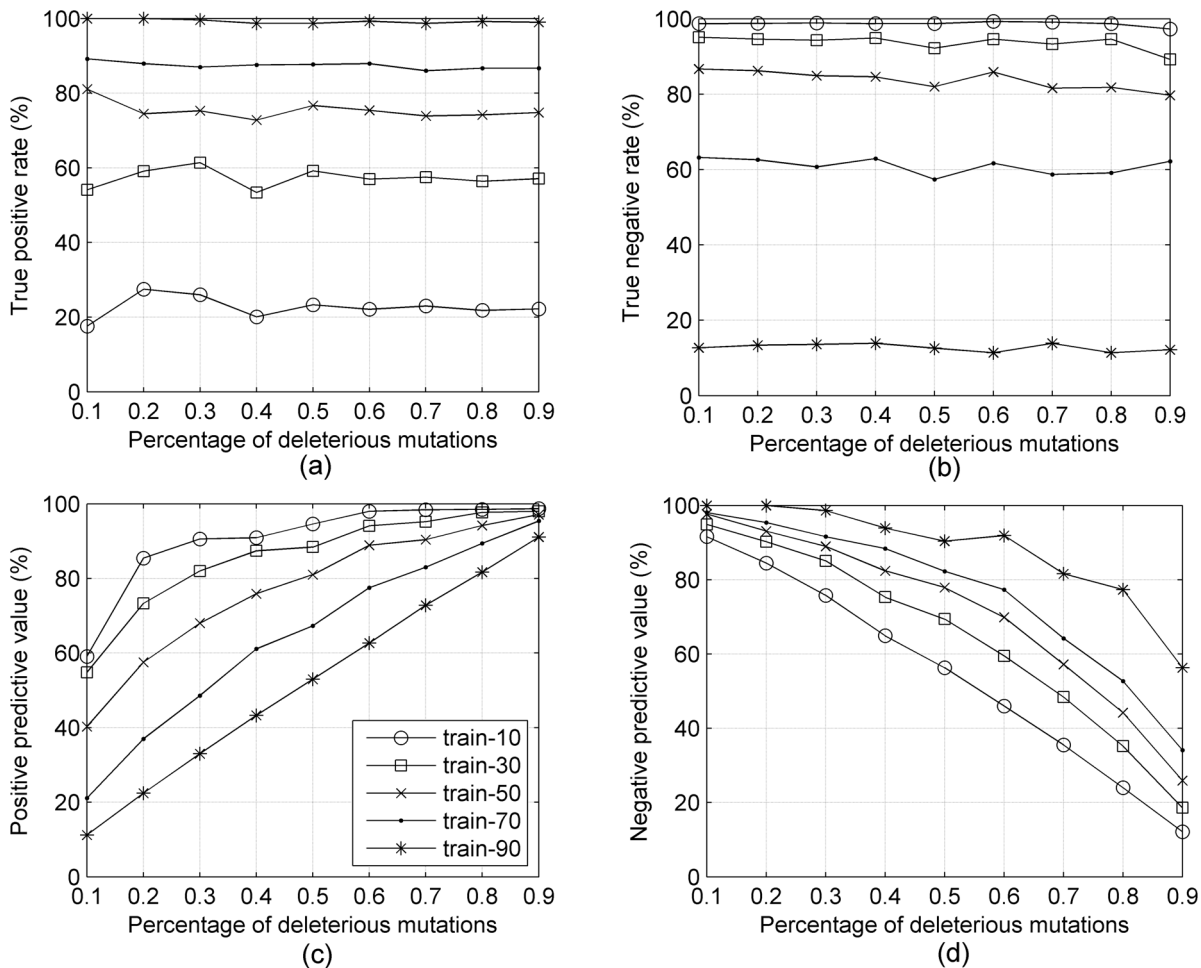 True positive rate (%)
100
80
60
40
20
0
0.1 0.2 0.3 0.4 0.5 0.6 0.7 0.8 0.9
Percentage of deleterious mutations
(a)
True negative rate (%)
100
80
60
40
20
0
0.1 0.2 0.3 0.4 0.5 0.6 0.7 0.8 0.9
Percentage of deleterious mutations
(b)
Positive predictive value (%)
100
80
60
40
20
0
train-10
train-30
train-50
train-70
train-90
0.1 0.2 0.3 0.4 0.5 0.6 0.7 0.8 0.9
Percentage of deleterious mutations
(c)
Negative predictive value (%)
100
80
60
40
20
0
0.1 0.2 0.3 0.4 0.5 0.6 0.7 0.8 0.9
Percentage of deleterious mutations
(d)